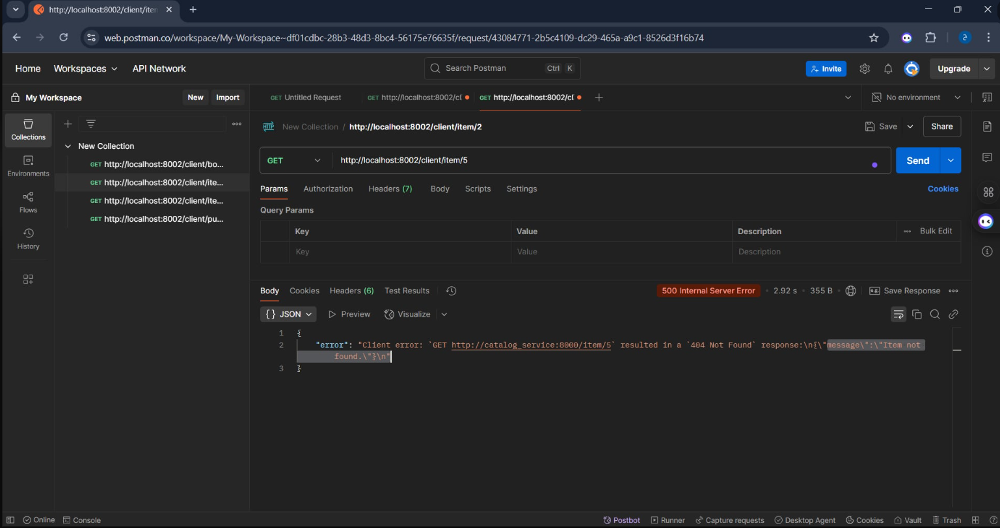 http://localhost:8002/client/iten
web.postman.co/workspace/My-Workspace~df01cdbc-28b3-48d3-8bc4-56175e76635f/request/43084771-2b5c4109-dc29-465a-a9c1-8526d3f16b74
Home Workspaces API Network Search Postman Ctrl K Invite Upgrade
My Workspace New Import GET Untitled Request GET http://localhost:8002/cl GET http://localhost:8002/cl No environment
Collections
Environments
Flows
History
New Collection
GET http://localhost:8002/client/bo...
GET http://localhost:8002/client/ite...
GET http://localhost:8002/client/ite...
GET http://localhost:8002/client/pu...
HTTP New Collection / http://localhost:8002/client/item/2 Save Share
GET http://localhost:8002/client/item/5 Send
Params Authorization Headers (7) Body Scripts Settings Cookies
Query Params
Key Value Description Bulk Edit
Key Value Description
Body Cookies Headers (6) Test Results 500 Internal Server Error 2.92 s 355 B e.g. Save Response
{} JSON Preview Visualize
1 {
2 "error": "Client error: `GET http://catalog_service:8000/item/5` resulted in a `404 Not Found` response:\n{\"message\":\"Item not
found.\"}\n"
3 }
Online Console Postbot Runner Capture requests Desktop Agent Cookies Vault Trash